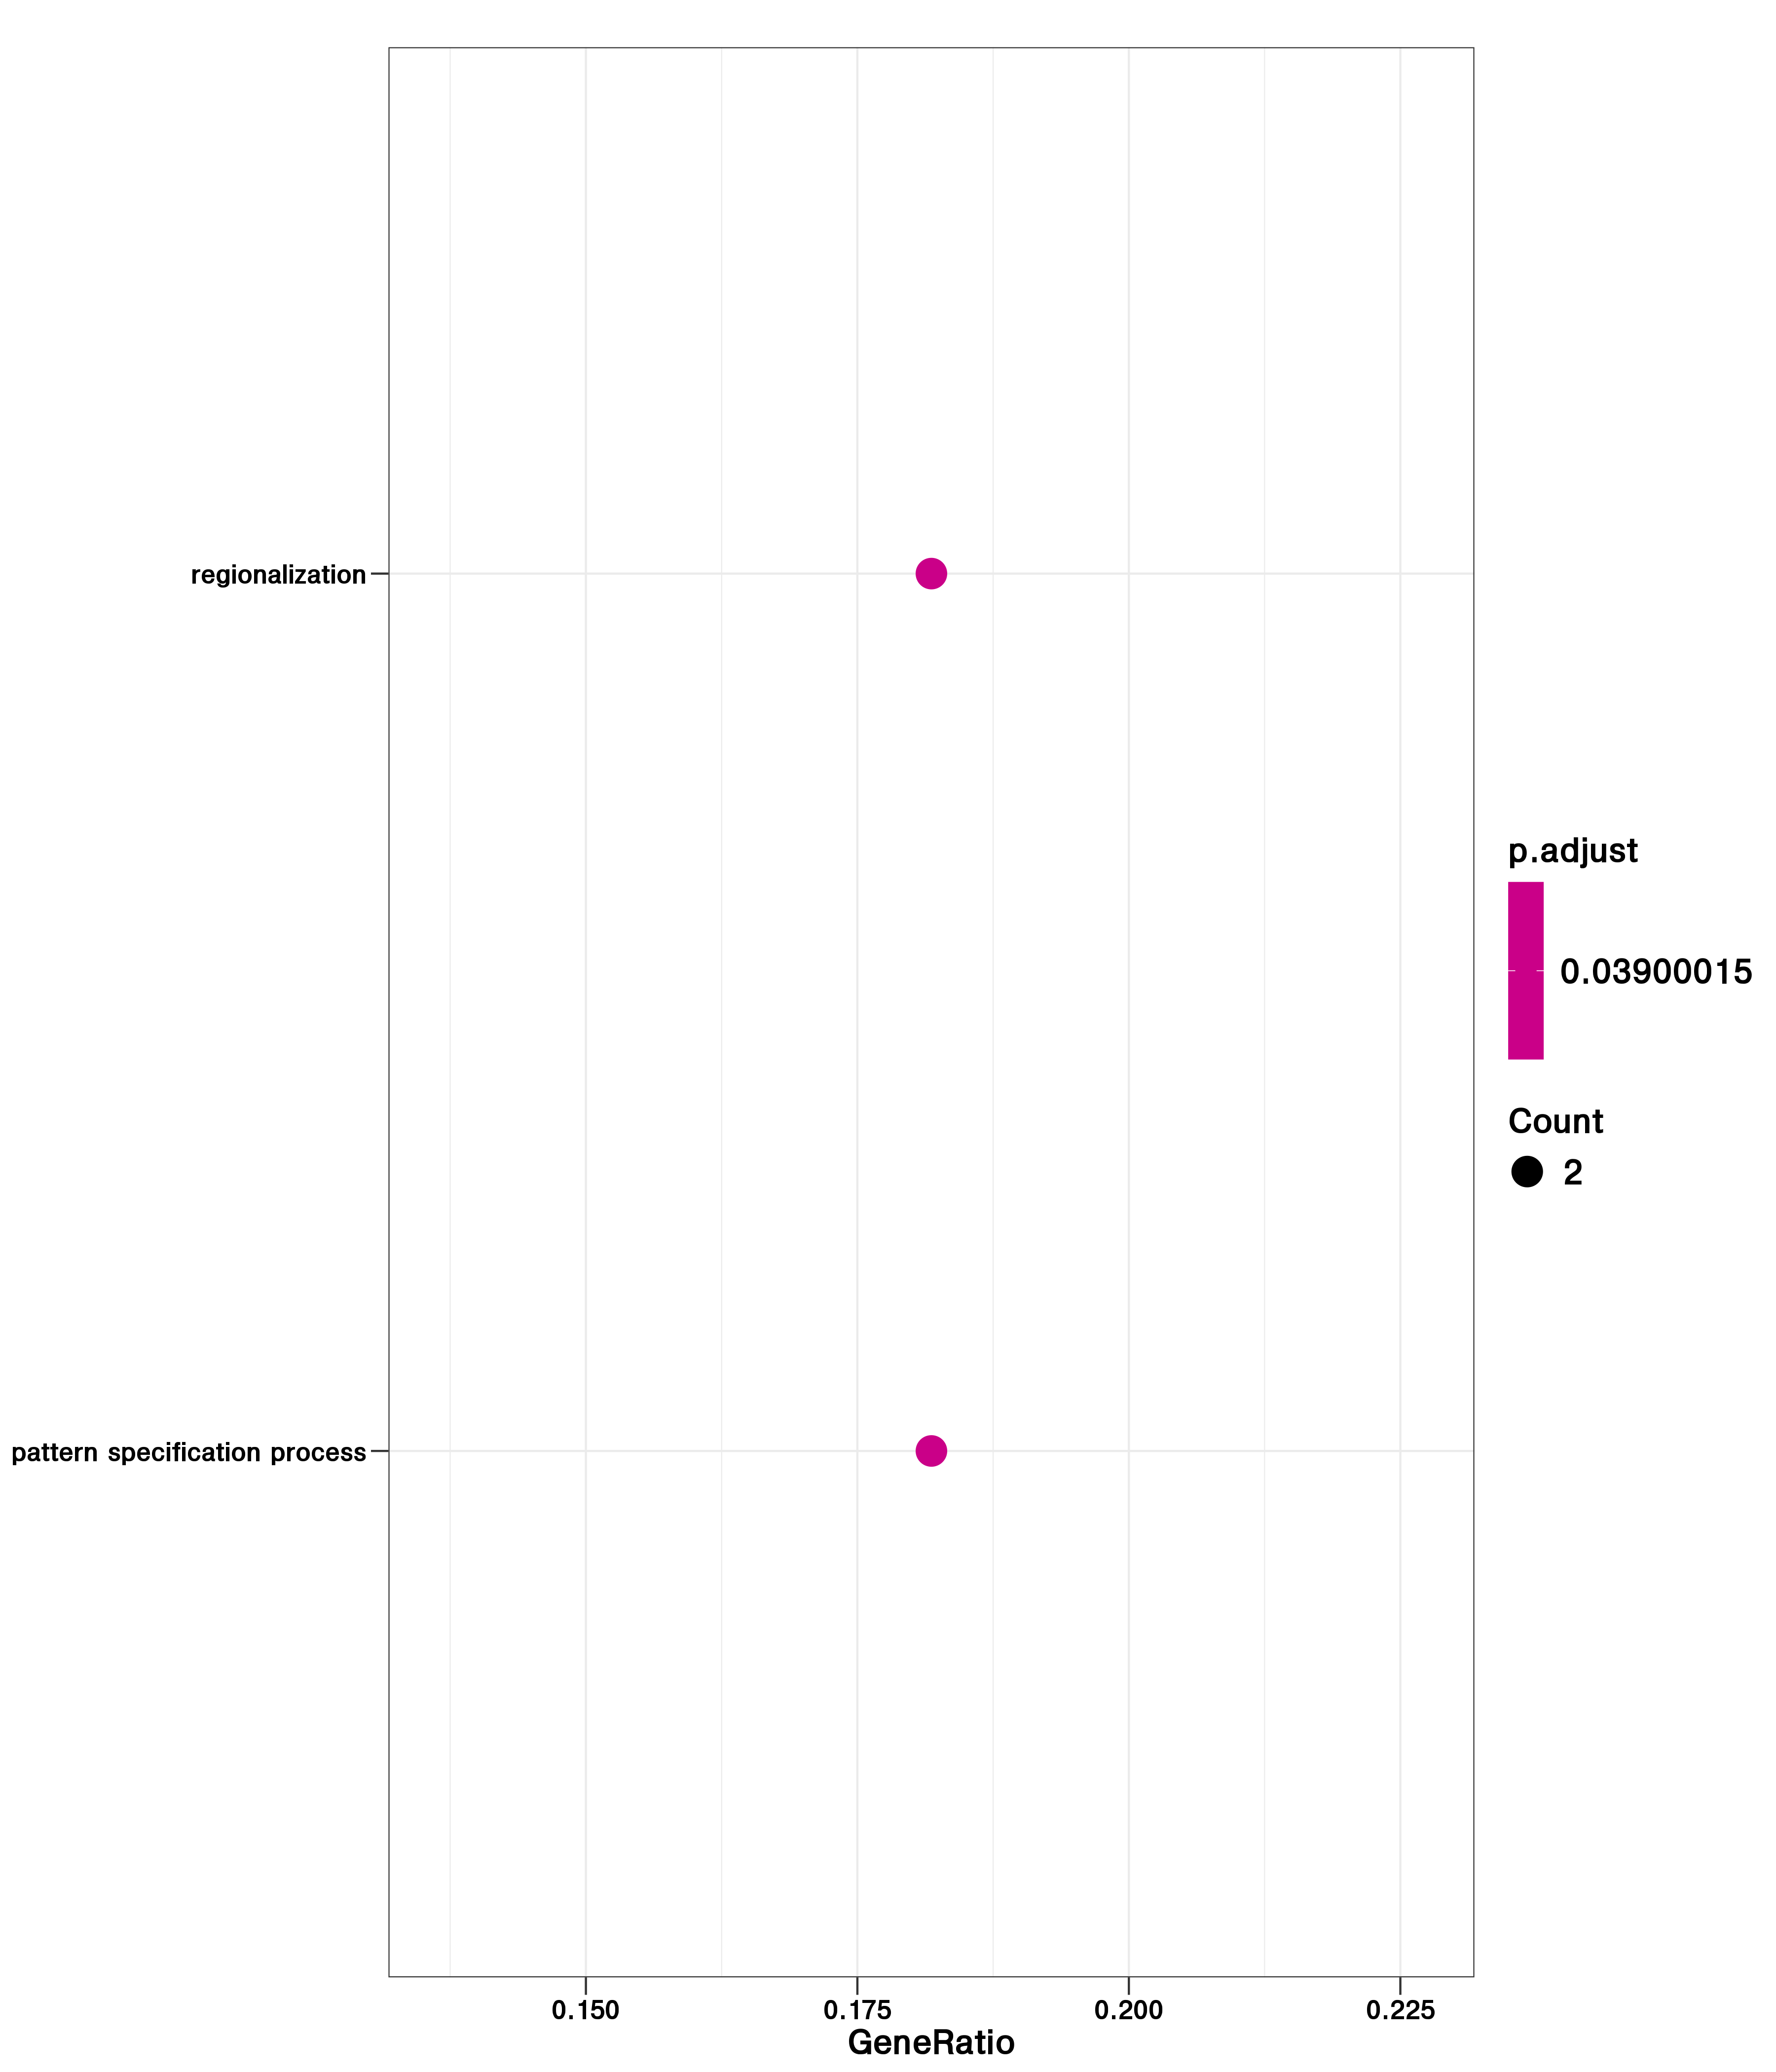 regionalization
pattern specification process
0.150 0.175 0.200 0.225
GeneRatio
p.adjust
0.03900015
Count
2